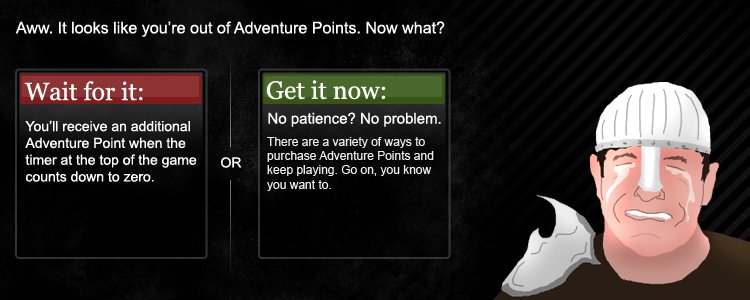 Aww. It looks like you're out of Adventure Points. Now what?
Wait for it:
You'll receive an additional
Adventure Point when the
timer at the top of the game
counts down to zero.
OR
Get it now:
No patience? No problem.
There are a variety of ways to
purchase Adventure Points and
keep playing. Go on, you know
you want to.